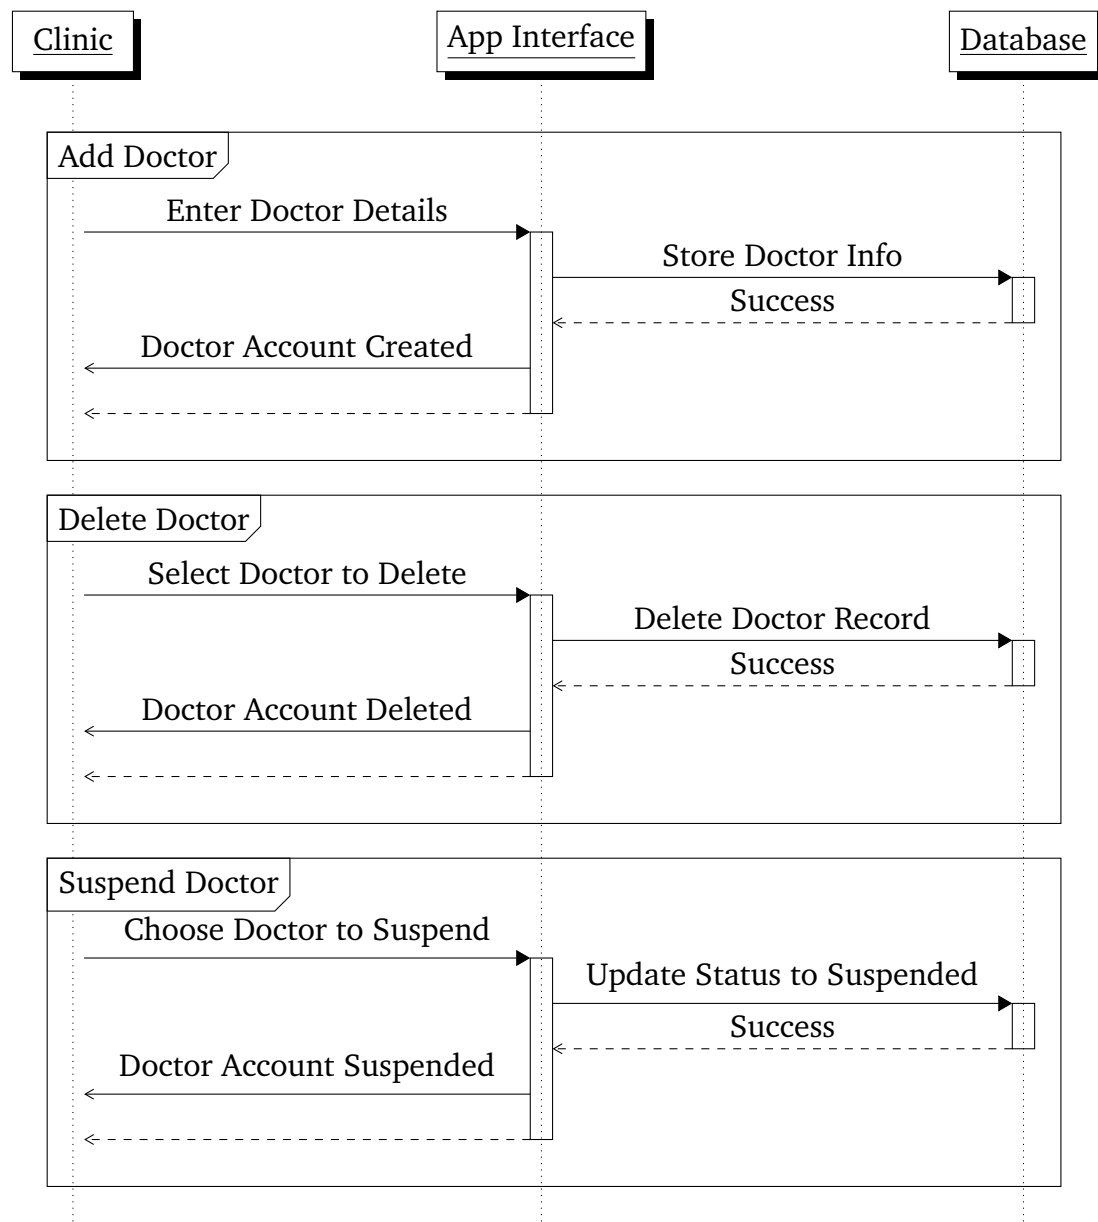 Clinic
App Interface
Database
Add Doctor
Enter Doctor Details
Store Doctor Info
Success
Doctor Account Created
Delete Doctor
Select Doctor to Delete
Delete Doctor Record
Success
Doctor Account Deleted
Suspend Doctor
Choose Doctor to Suspend
Update Status to Suspended
Success
Doctor Account Suspended